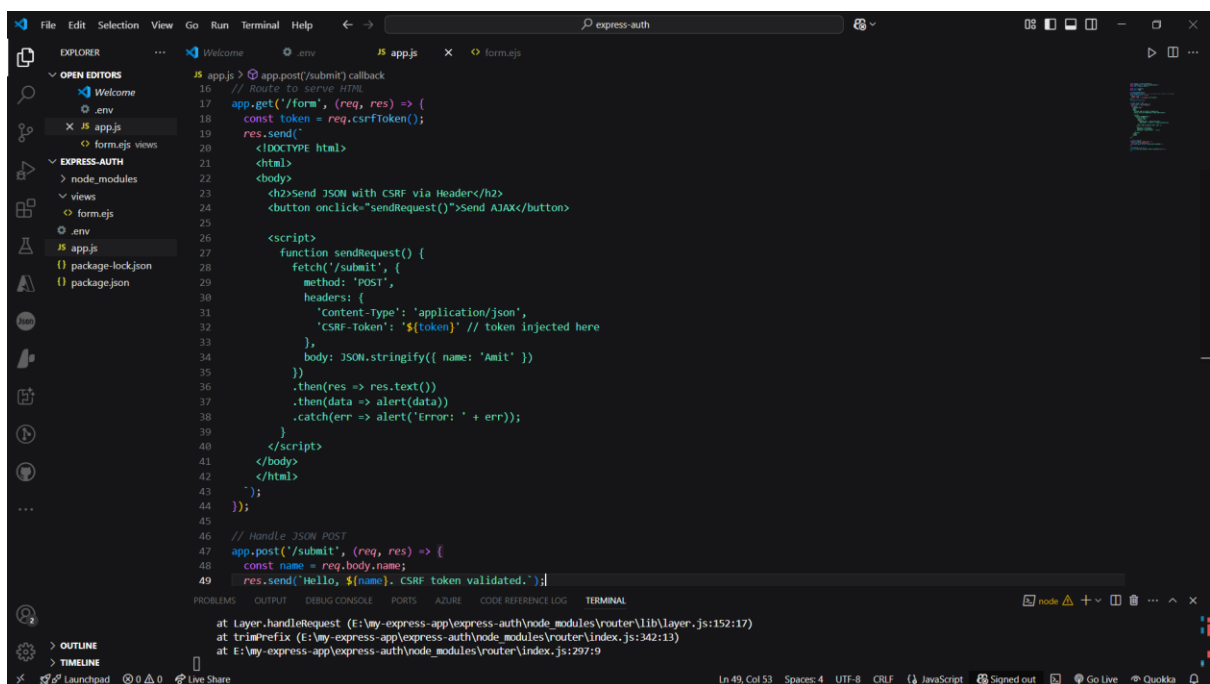 File Edit Selection View Go Run Terminal Help
express-auth
EXPLORER
OPEN EDITORS
Welcome
.env
JS app.js
form.ejs views
EXPRESS-AUTH
node_modules
views
form.ejs
.env
JS app.js
{} package-lock.json
{} package.json
OUTLINE
TIMELINE
Welcome .env JS app.js form.ejs
JS app.js > app.post('/submit') callback
16 // Route to serve HTML
17 app.get('/form', (req, res) => {
18 const token = req.csrfToken();
19 res.send(`
20 <!DOCTYPE html>
21 <html>
22 <body>
23 <h2>Send JSON with CSRF via Header</h2>
24 <button onclick="sendRequest()">Send AJAX</button>
25
26 <script>
27 function sendRequest() {
28 fetch('/submit', {
29 method: 'POST',
30 headers: {
31 'Content-Type': 'application/json',
32 'CSRF-Token': '${token}' // token injected here
33 },
34 body: JSON.stringify({ name: 'Amit' })
35 })
36 .then(res => res.text())
37 .then(data => alert(data))
38 .catch(err => alert('Error: ' + err));
39 }
40 </script>
41 </body>
42 </html>
43 `);
44 });
45
46 // Handle JSON POST
47 app.post('/submit', (req, res) => {
48 const name = req.body.name;
49 res.send(`Hello, ${name}. CSRF token validated.`);
PROBLEMS OUTPUT DEBUG CONSOLE PORTS AZURE CODE REFERENCE LOG TERMINAL
node
at Layer.handleRequest (E:\my-express-app\express-auth\node_modules\router\lib\layer.js:152:17)
at trimPrefix (E:\my-express-app\express-auth\node_modules\router\index.js:342:13)
at E:\my-express-app\express-auth\node_modules\router\index.js:297:9
Launchpad 0 0 Live Share Ln 49, Col 53 Spaces: 4 UTF-8 CRLF {} JavaScript Signed out Go Live Quokka